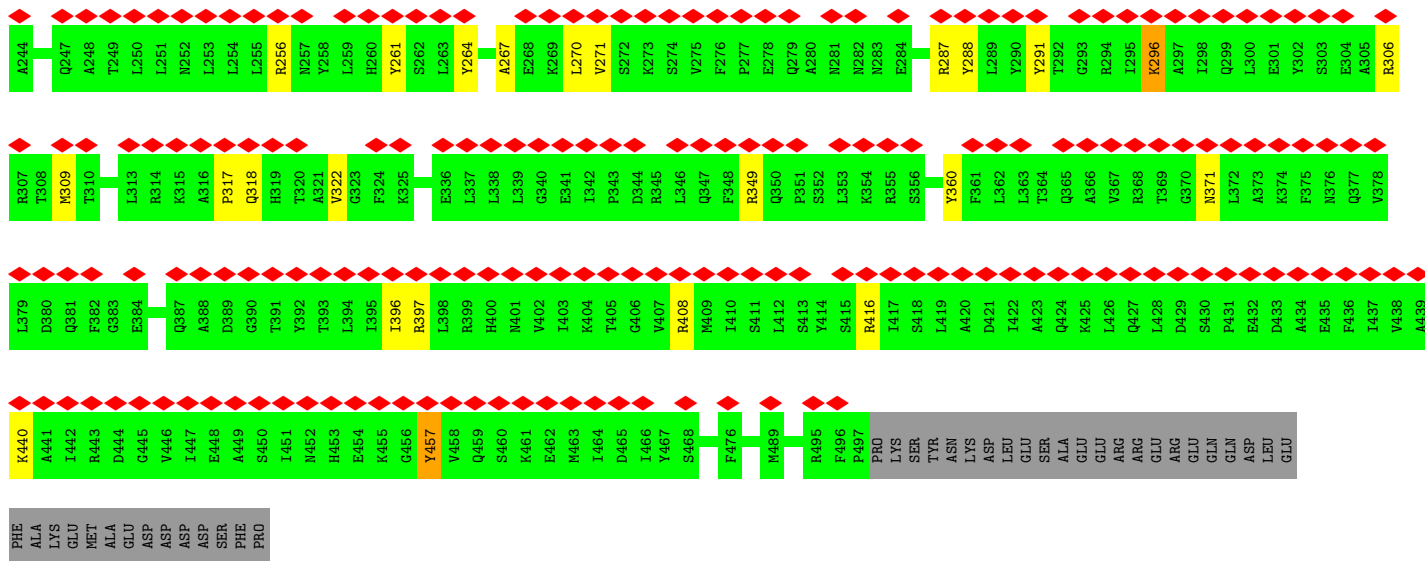 A244 Q247 A248 T249 L250 L251 N252 L253 L254 L255 R256 N257 Y258 L259 H260 Y261 S262 L263 Y264 A267 E268 K269 L270 V271 S272 K273 S274 V275 F276 P277 E278 Q279 A280 N281 N282 N283 E284 R287 Y288 L289 Y290 Y291 T292 G293 R294 I295 K296 A297 I298 Q299 L300 E301 Y302 S303 E304 A305 R306
R307 T308 M309 T310 L313 R314 K315 A316 P317 Q318 H319 T320 A321 V322 G323 F324 K325 E336 L337 L338 L339 G340 E341 I342 P343 D344 R345 L346 Q347 F348 R349 Q350 P351 S352 L353 K354 R355 S356 Y360 F361 L362 L363 T364 Q365 A366 V367 R368 T369 G370 N371 L372 A373 K374 F375 N376 Q377 V378
L379 D380 Q381 F382 G383 E384 Q387 A388 D389 G390 T391 Y392 T393 L394 I395 I396 R397 L398 R399 H400 N401 V402 I403 K404 T405 G406 V407 R408 M409 I410 S411 L412 S413 Y414 S415 R416 I417 S418 L419 A420 D421 I422 A423 Q424 K425 L426 Q427 L428 D429 S430 P431 E432 D433 A434 E435 F436 I437 V438 A439
K440 A441 I442 R443 D444 G445 V446 I447 E448 A449 S450 I451 N452 H453 E454 K455 G456 Y457 V458 Q459 S460 K461 E462 M463 I464 D465 I466 Y467 S468 F476 M489 R495 F496 P497 PRO LYS SER TYR ASN LYS ASP LEU GLU SER ALA GLU GLU ARG ARG GLU ARG GLU GLN GLN ASP LEU GLU
PHE ALA LYS GLU MET ALA GLU ASP ASP ASP ASP SER PHE PRO